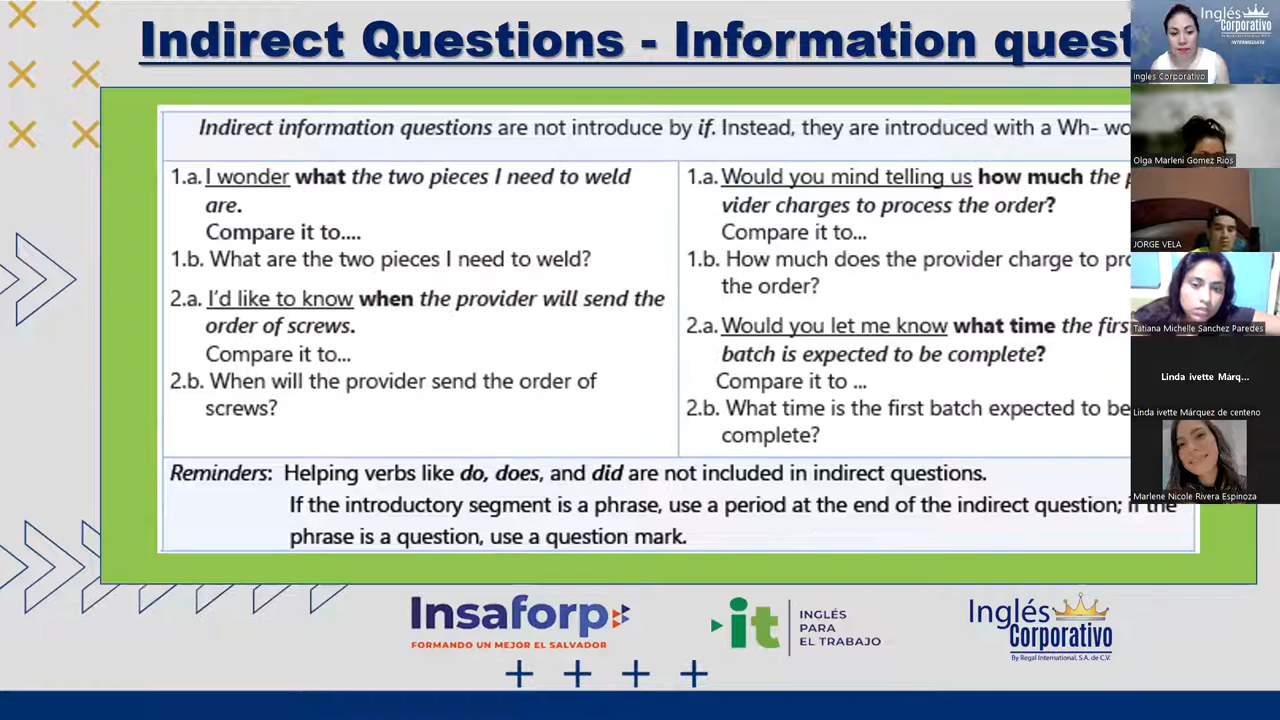 Indirect Questions - Information quest
Indirect information questions are not introduce by if. Instead, they are introduced with a Wh- wo
1.a. I wonder what the two pieces I need to weld
are.
Compare it to....
1.b. What are the two pieces I need to weld?
2.a. I'd like to know when the provider will send the
order of screws.
Compare it to...
2.b. When will the provider send the order of
screws?
1.a. Would you mind telling us how much the p
vider charges to process the order?
Compare it to...
1.b. How much does the provider charge to pro
the order?
2.a. Would you let me know what time the firs
batch is expected to be complete?
Compare it to ...
2.b. What time is the first batch expected to be
complete?
Reminders: Helping verbs like do, does, and did are not included in indirect questions.
If the introductory segment is a phrase, use a period at the end of the indirect question; if the
phrase is a question, use a question mark.
Insaforp
FORMANDO UN MEJOR EL SALVADOR
it
INGLÉS
PARA
EL TRABAJO
Inglés
Corporativo
By Regal International, S.A. de C.V.
Inglés
Corporativo
INTERMEDIATE
Ingles Corporativo
Olga Marleni Gomez Rios
JORGE VELA
Tatiana Michelle Sanchez Paredes
Linda ivette Márq...
Linda ivette Márquez de centeno
Marlene Nicole Rivera Espinoza